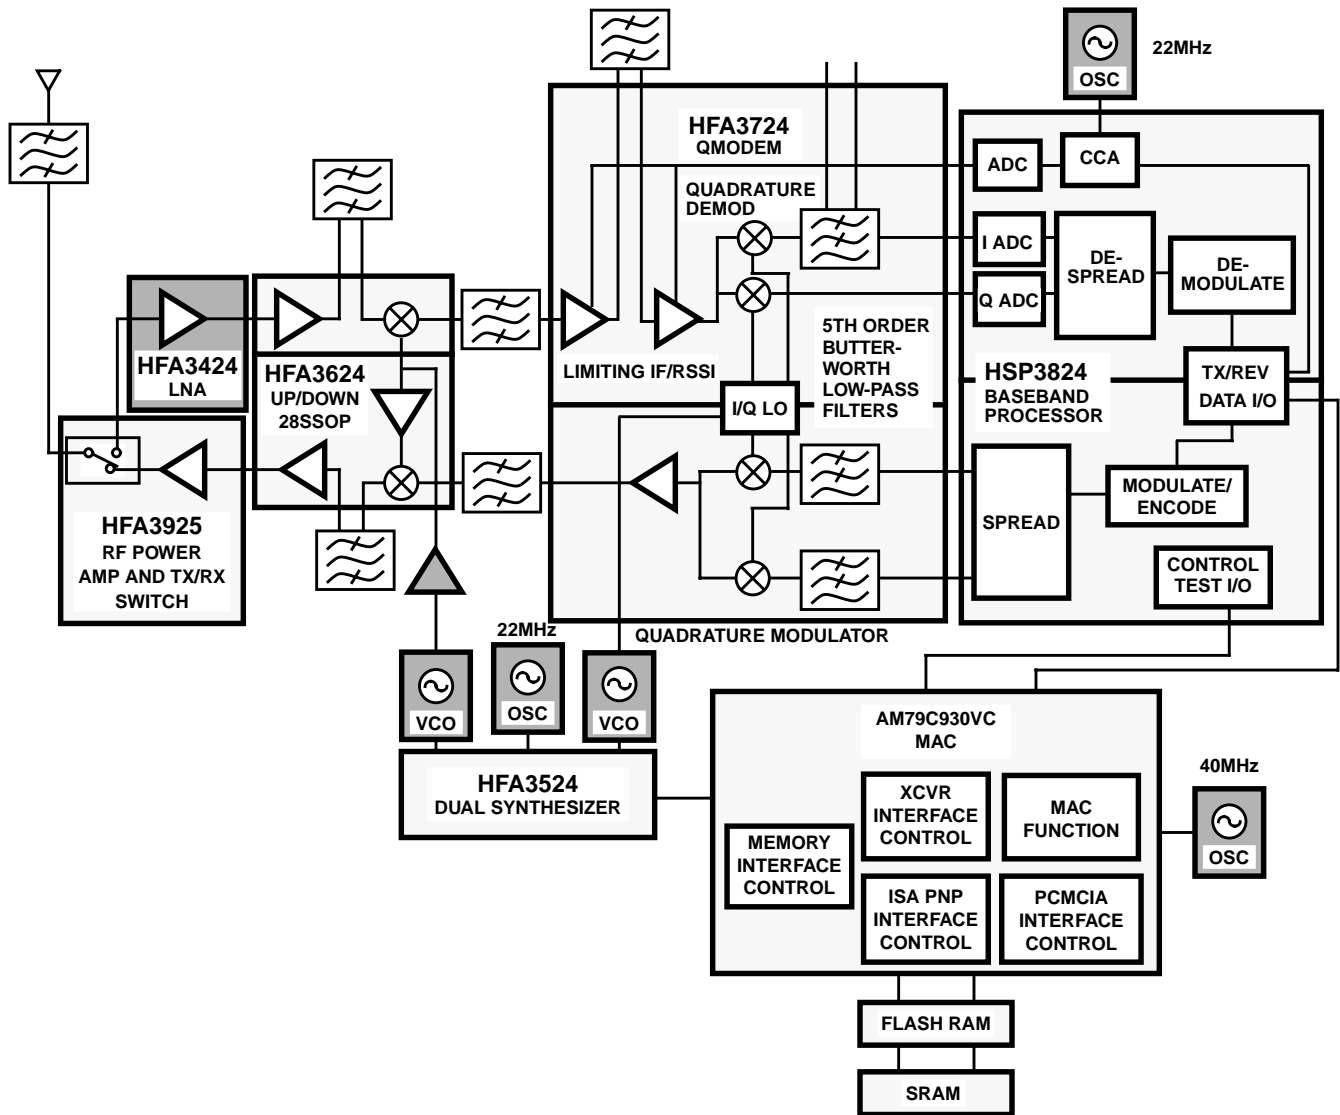 OSC
22MHz
HFA3724
QMODEM
ADC
CCA
QUADRATURE
DEMOD
I ADC
Q ADC
DE-
SPREAD
DE-
MODULATE
HFA3424
LNA
HFA3624
UP/DOWN
28SSOP
LIMITING IF/RSSI
I/Q LO
5TH ORDER
BUTTER-
WORTH
LOW-PASS
FILTERS
HSP3824
BASEBAND
PROCESSOR
TX/REV
DATA I/O
HFA3925
RF POWER
AMP AND TX/RX
SWITCH
SPREAD
MODULATE/
ENCODE
CONTROL
TEST I/O
QUADRATURE MODULATOR
22MHz
VCO
OSC
VCO
HFA3524
DUAL SYNTHESIZER
AM79C930VC
MAC
XCVR
INTERFACE
CONTROL
MAC
FUNCTION
MEMORY
INTERFACE
CONTROL
ISA PNP
INTERFACE
CONTROL
PCMCIA
INTERFACE
CONTROL
40MHz
OSC
FLASH RAM
SRAM